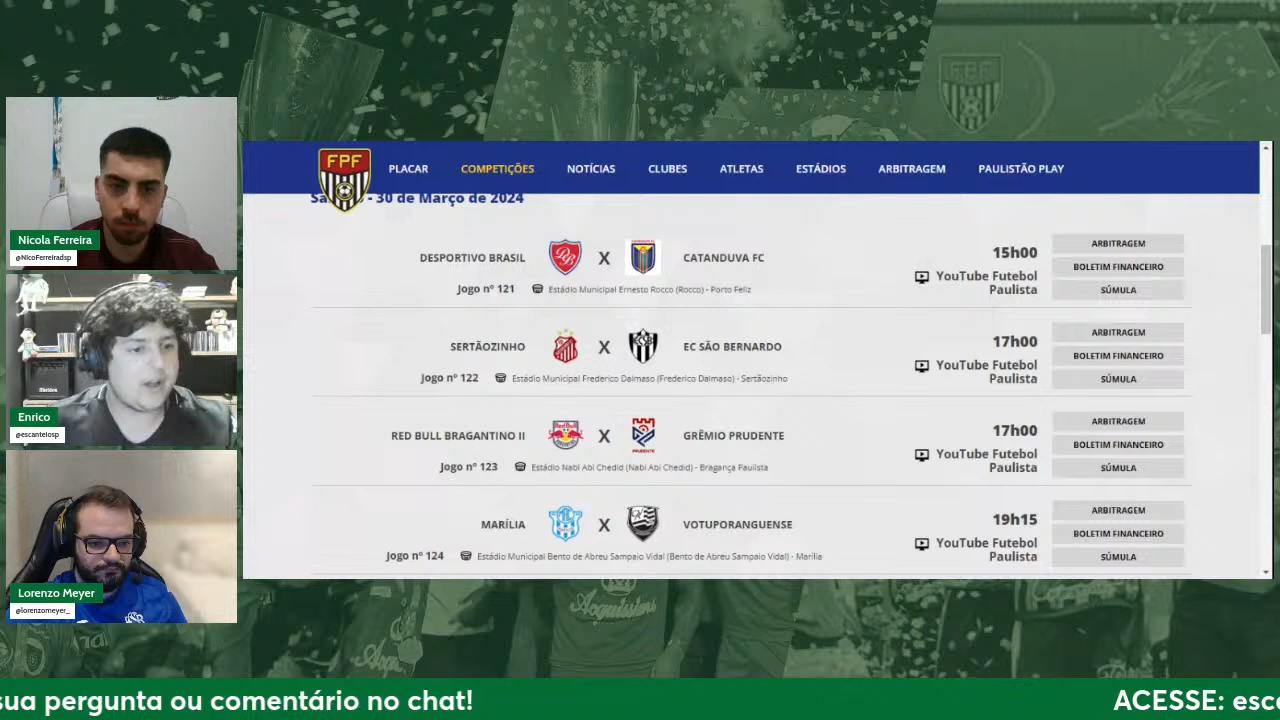 FPF
PLACAR
COMPETIÇÕES
NOTÍCIAS
CLUBES
ATLETAS
ESTÁDIOS
ARBITRAGEM
PAULISTÃO PLAY
- 30 de Março de 2024
DESPORTIVO BRASIL X CATANDUVA FC
15h00
YouTube Futebol
Paulista
Jogo nº 121 Estádio Municipal Ernesto Rocco (Rocco) - Porto Feliz
ARBITRAGEM
BOLETIM FINANCEIRO
SÚMULA
SERTÃOZINHO X EC SÃO BERNARDO
17h00
YouTube Futebol
Paulista
Jogo nº 122 Estádio Municipal Frederico Dalmaso (Frederico Dalmaso) - Sertãozinho
ARBITRAGEM
BOLETIM FINANCEIRO
SÚMULA
RED BULL BRAGANTINO II X GRÊMIO PRUDENTE
17h00
YouTube Futebol
Paulista
Jogo nº 123 Estádio Nabi Abi Chedid (Nabi Abi Chedid) - Bragança Paulista
ARBITRAGEM
BOLETIM FINANCEIRO
SÚMULA
MARÍLIA X VOTUPORANGUENSE
19h15
YouTube Futebol
Paulista
Jogo nº 124 Estádio Municipal Bento de Abreu Sampaio Vidal (Bento de Abreu Sampaio Vidal) - Marília
ARBITRAGEM
BOLETIM FINANCEIRO
SÚMULA
Nicola Ferreira
@NicoFerreiradsp
Enrico
@escanteiosp
Lorenzo Meyer
@lorenzomeyer_
sua pergunta ou comentário no chat!
ACESSE: